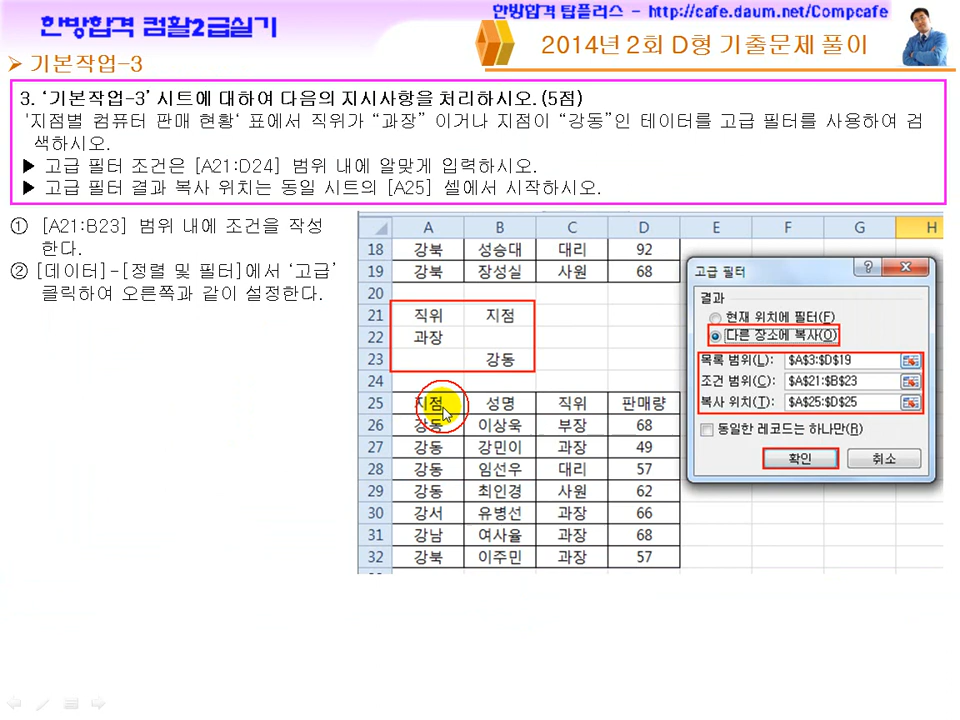 한방합격 컴활2급실기
한방합격 탑플러스 - http://cafe.daum.net/Compcafe
2014년 2회 D형 기출문제 풀이
➢ 기본작업-3
3. ‘기본작업-3’ 시트에 대하여 다음의 지시사항을 처리하시오. (5점)
'지점별 컴퓨터 판매 현황‘ 표에서 직위가 “과장” 이거나 지점이 “강동”인 테이터를 고급 필터를 사용하여 검
색하시오.
▶ 고급 필터 조건은 [A21:D24] 범위 내에 알맞게 입력하시오.
▶ 고급 필터 결과 복사 위치는 동일 시트의 [A25] 셀에서 시작하시오.
① [A21:B23] 범위 내에 조건을 작성
한다.
② [데이터]-[정렬 및 필터]에서 ‘고급’
클릭하여 오른쪽과 같이 설정한다.
A B C D E F G H
18 강북 성승대 대리 92
19 강북 장성실 사원 68
20
21 직위 지점
22 과장
23 강동
24
25 지점 성명 직위 판매량
26 강동 이상욱 부장 68
27 강동 강민이 과장 49
28 강동 임선우 대리 57
29 강동 최인경 사원 62
30 강서 유병선 과장 66
31 강남 여사율 과장 68
32 강북 이주민 과장 57
고급 필터
결과
현재 위치에 필터(F)
다른 장소에 복사(O)
목록 범위(L): $A$3:$D$19
조건 범위(C): $A$21:$B$23
복사 위치(T): $A$25:$D$25
동일한 레코드는 하나만(R)
확인 취소